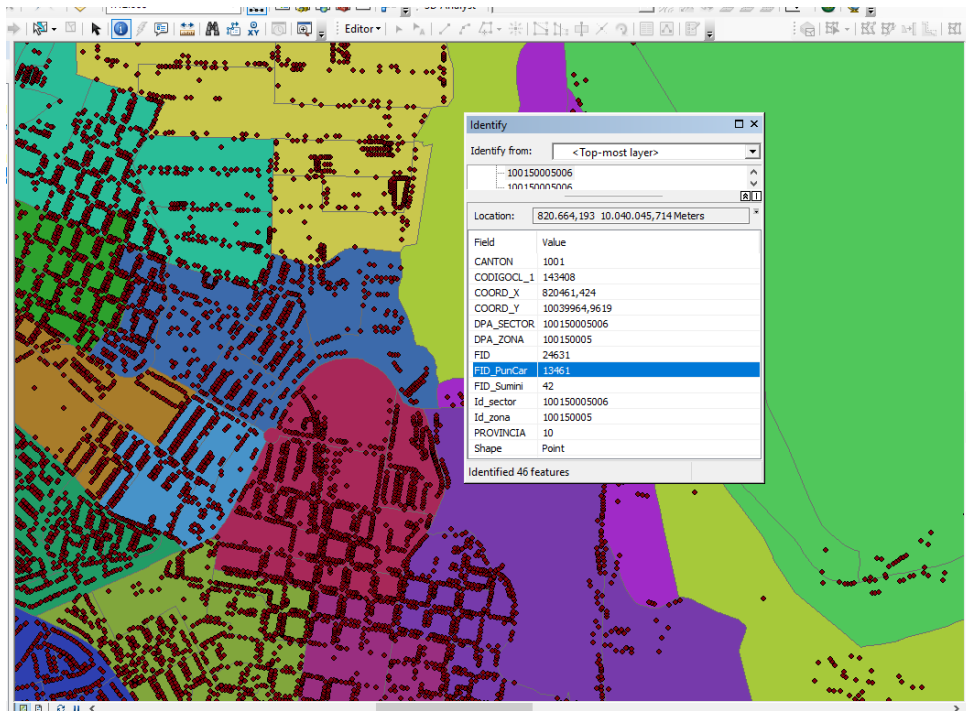 Editor
Identify
Identify from: <Top-most layer>
100150005006
100150005006
Location: 820.664,193 10.040.045,714 Meters
Field Value
CANTON 1001
CODIGOCL_1 143408
COORD_X 820461,424
COORD_Y 10039964,9619
DPA_SECTOR 100150005006
DPA_ZONA 100150005
FID 24631
FID_PunCar 13461
FID_Sumini 42
Id_sector 100150005006
Id_zona 100150005
PROVINCIA 10
Shape Point
Identified 46 features